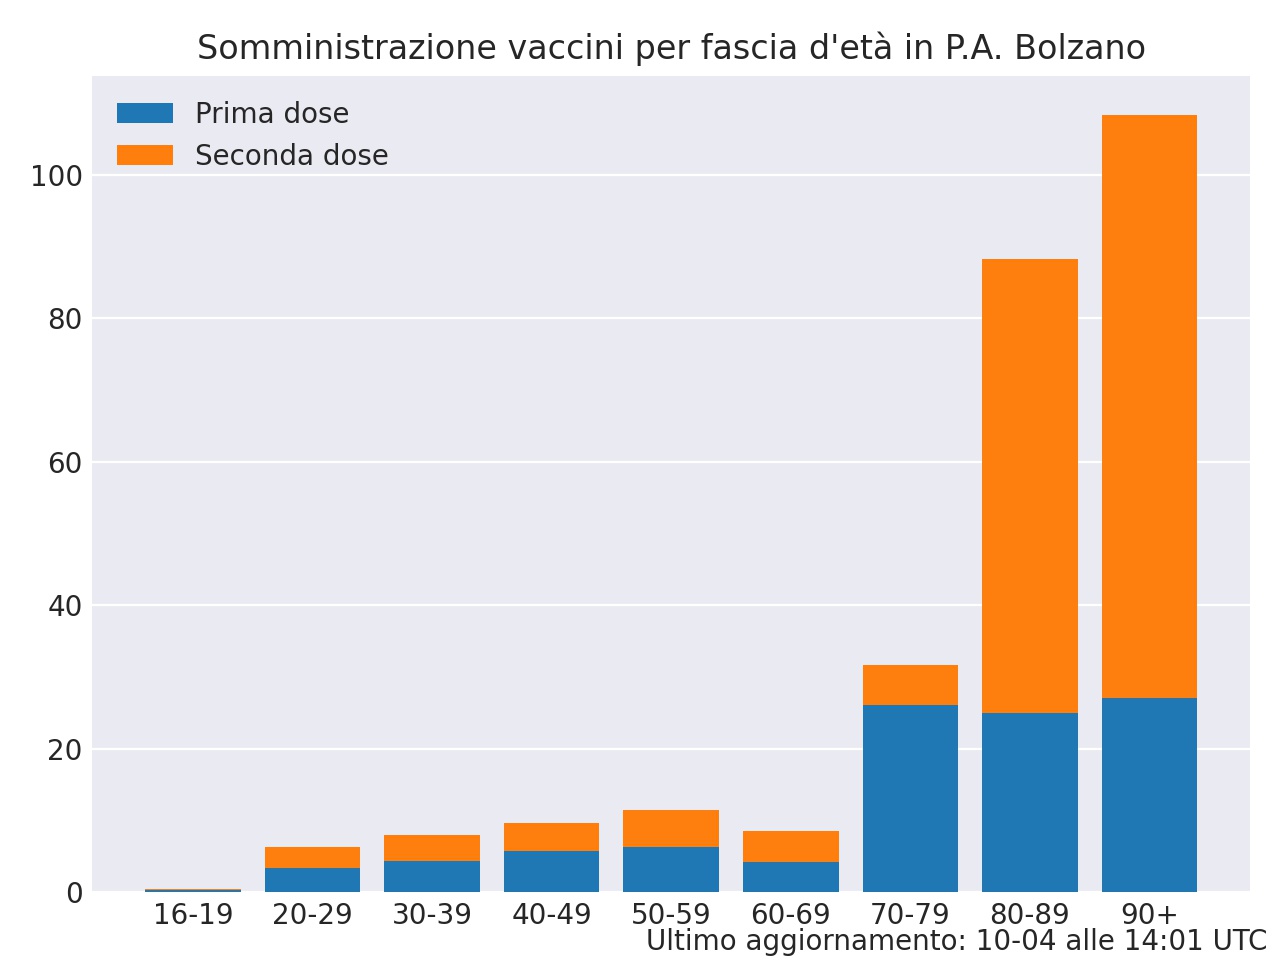 Somministrazione vaccini per fascia d'età in P.A. Bolzano
Prima dose
Seconda dose
100
80
60
40
20
0
16-19 20-29 30-39 40-49 50-59 60-69 70-79 80-89 90+
Ultimo aggiornamento: 10-04 alle 14:01 UTC